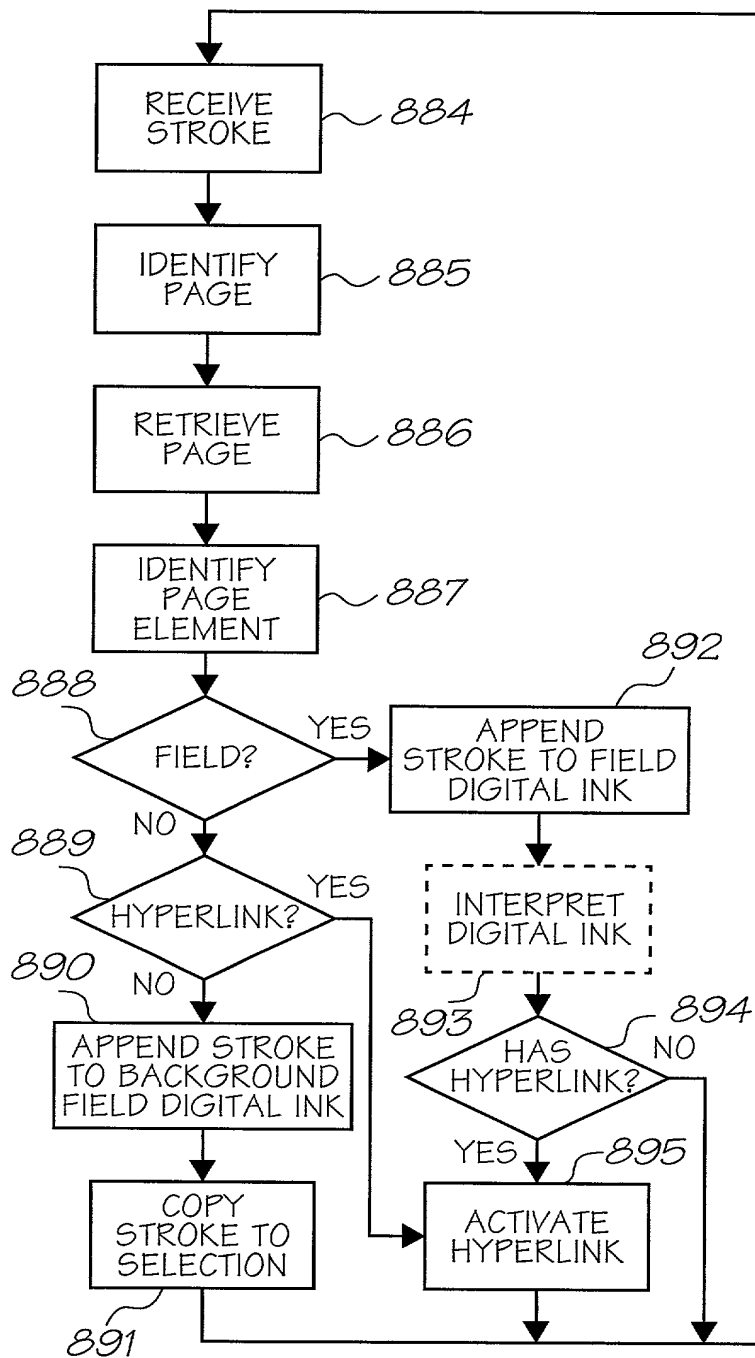 RECEIVE
STROKE
884
IDENTIFY
PAGE
885
RETRIEVE
PAGE
886
IDENTIFY
PAGE
ELEMENT
887
888
FIELD?
YES
NO
892
APPEND
STROKE TO FIELD
DIGITAL INK
889
HYPERLINK?
YES
NO
INTERPRET
DIGITAL INK
893
890
APPEND STROKE
TO BACKGROUND
FIELD DIGITAL INK
894
HAS
HYPERLINK?
NO
YES
COPY
STROKE TO
SELECTION
891
895
ACTIVATE
HYPERLINK